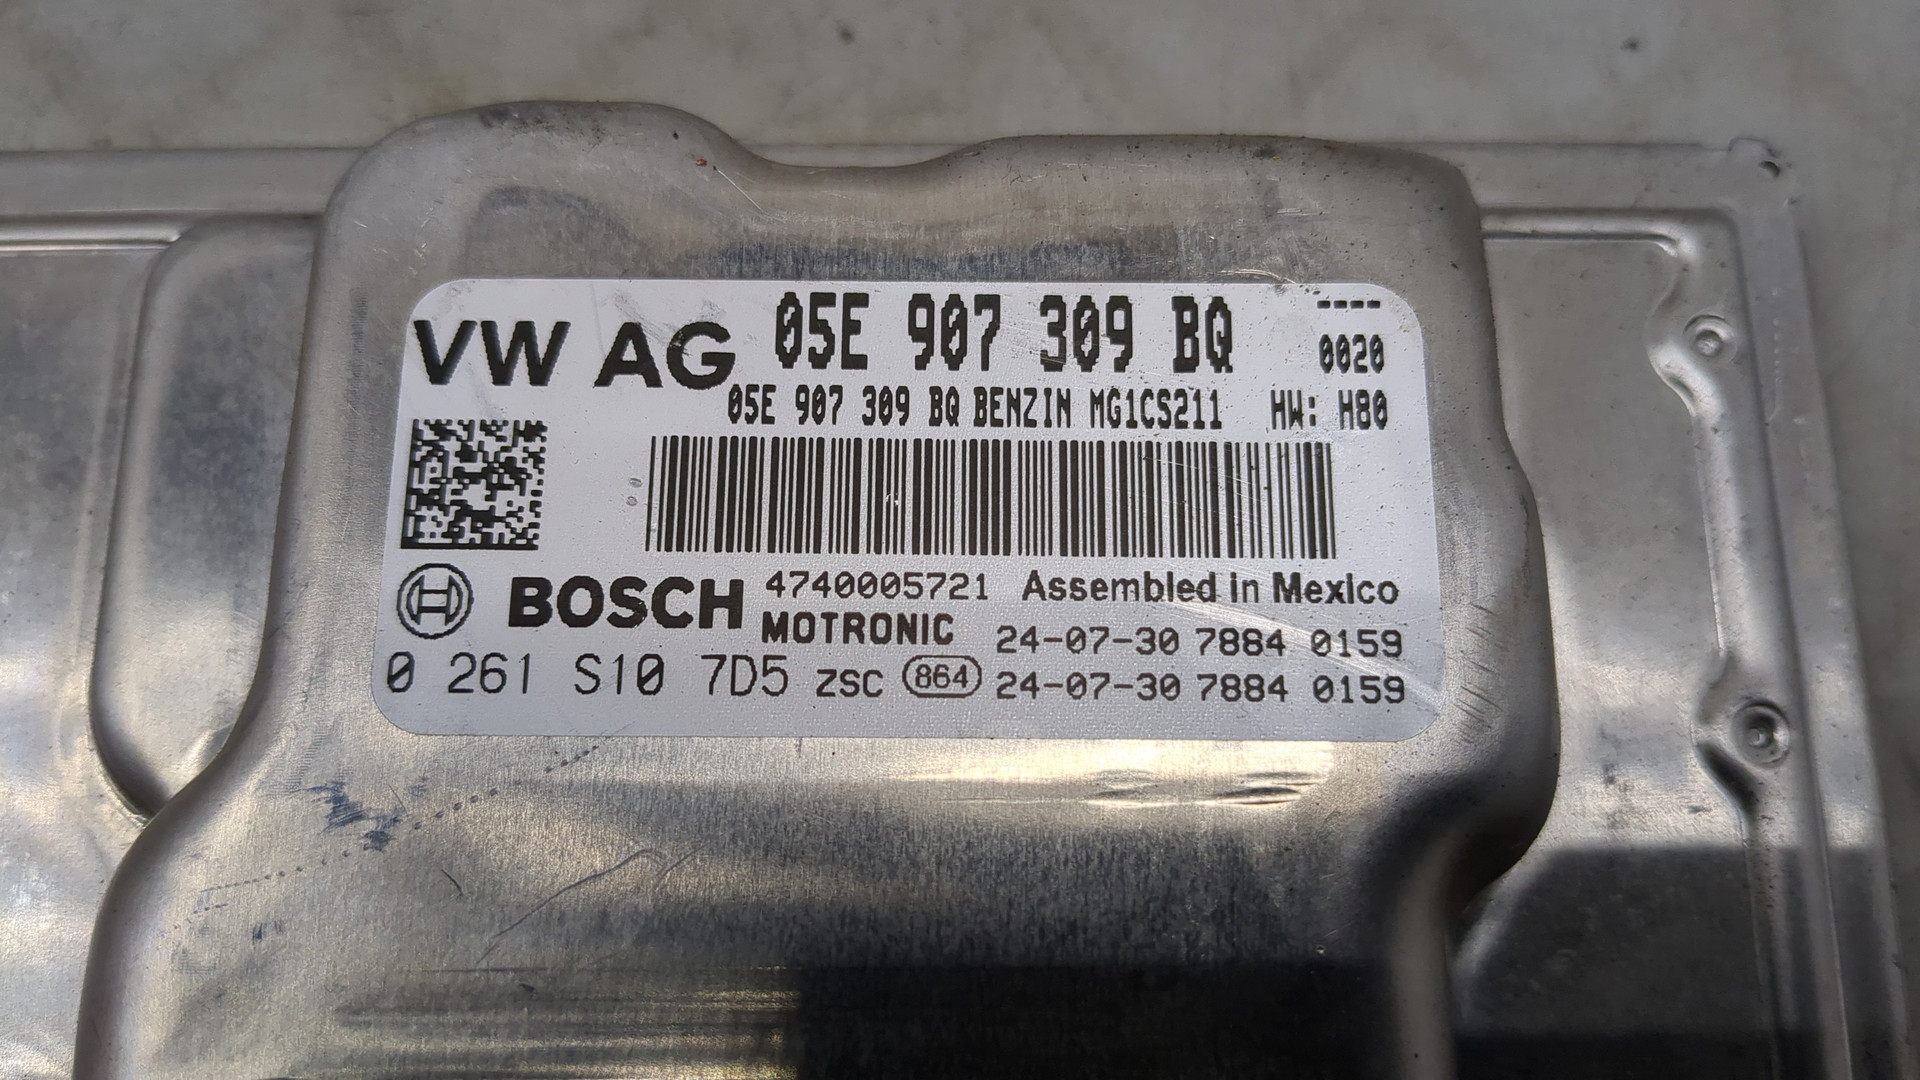 VW AG 05E 907 309 BQ ----
0020
05E 907 309 BQ BENZIN MG1CS211 HW: H80
BOSCH 4740005721 Assembled in Mexico
MOTRONIC 24-07-30 7884 0159
0 261 S10 7D5 ZSC 864 24-07-30 7884 0159